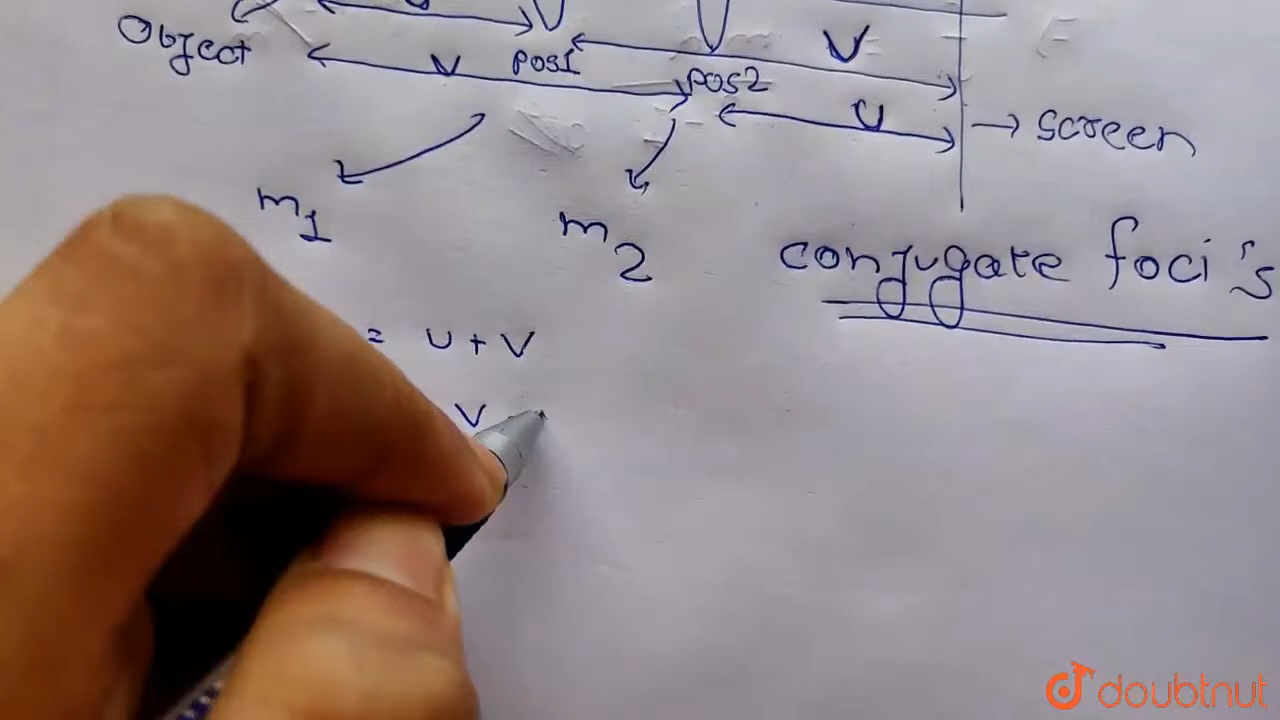 Object
U
V
V
pos1
pos2
U
→ screen
m1
m2
conjugate foci's
= U + V
V
doubtnut